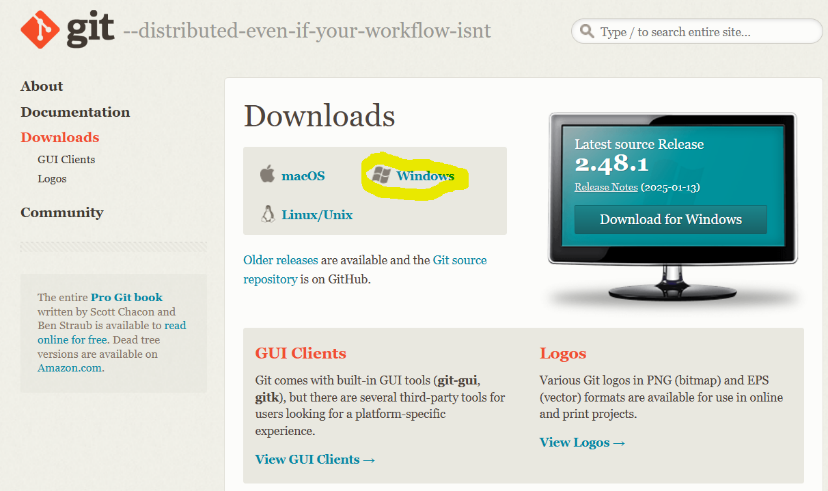 git --distributed-even-if-your-workflow-isnt
Type / to search entire site...
About
Documentation
Downloads
GUI Clients
Logos
Community
The entire Pro Git book
written by Scott Chacon and
Ben Straub is available to read
online for free. Dead tree
versions are available on
Amazon.com.
Downloads
macOS
Windows
Linux/Unix
Older releases are available and the Git source
repository is on GitHub.
Latest source Release
2.48.1
Release Notes (2025-01-13)
Download for Windows
GUI Clients
Git comes with built-in GUI tools (git-gui,
gitk), but there are several third-party tools for
users looking for a platform-specific
experience.
View GUI Clients →
Logos
Various Git logos in PNG (bitmap) and EPS
(vector) formats are available for use in online
and print projects.
View Logos →